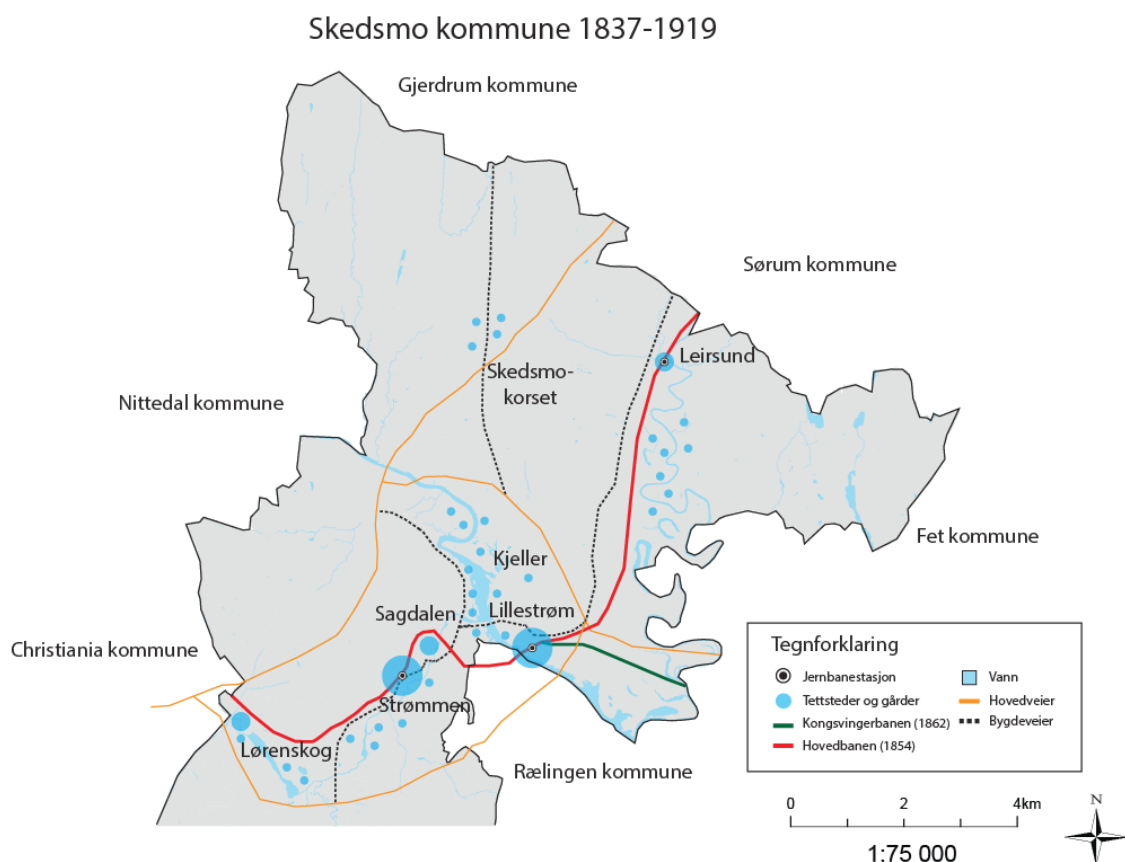 Skedsmo kommune 1837-1919
Gjerdrum kommune
Sørum kommune
Leirsund
Skedsmo-
korset
Nittedal kommune
Fet kommune
Kjeller
Sagdalen
Lillestrøm
Christiania kommune
Strømmen
Lørenskog
Rælingen kommune
Tegnforklaring
Jernbanestasjon
Tettsteder og gårder
Kongsvingerbanen (1862)
Hovedbanen (1854)
Vann
Hovedveier
Bygdeveier
0 2 4km
1:75 000
N